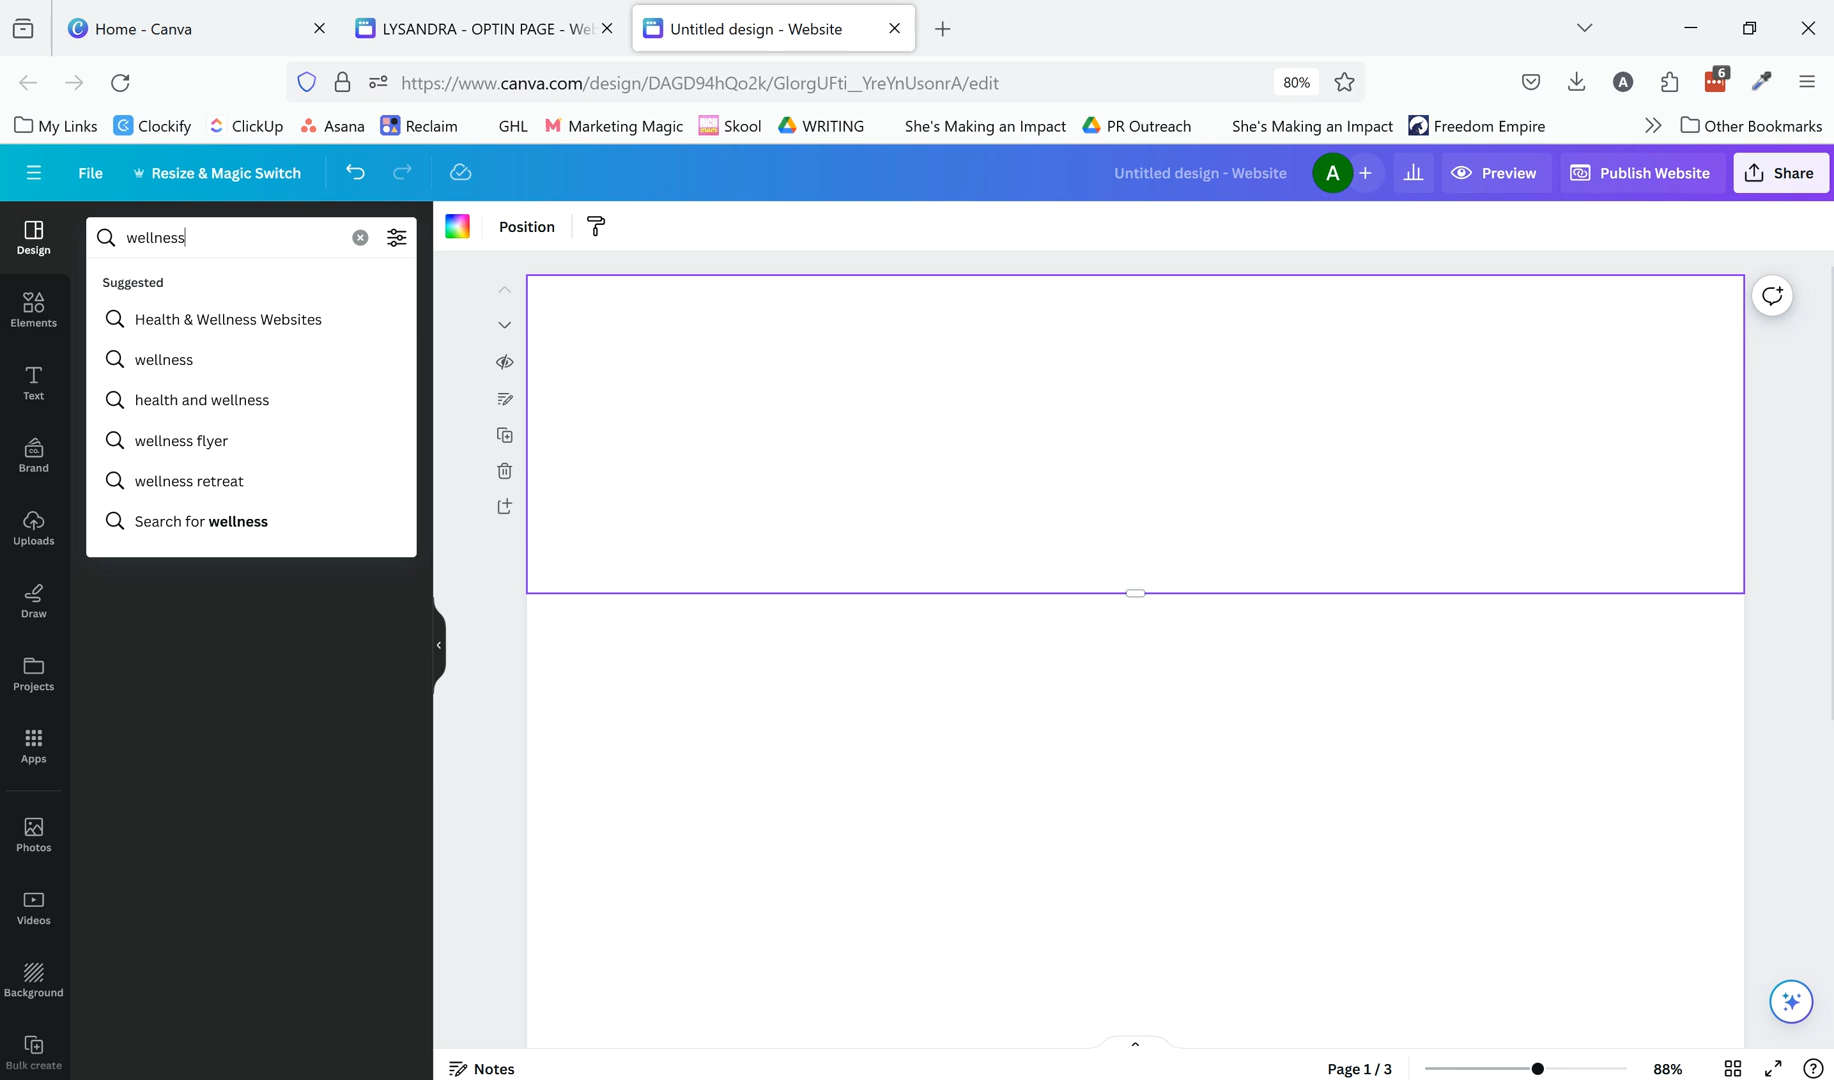 Home - Canva
LYSANDRA - OPTIN PAGE - Web
Untitled design - Website
https://www.canva.com/design/DAGD94hQo2k/GlorgUFti__YreYnUsonrA/edit
80%
A
6
My Links
Clockify
ClickUp
Asana
Reclaim
GHL
Marketing Magic
Skool
WRITING
She's Making an Impact
PR Outreach
She's Making an Impact
Freedom Empire
Other Bookmarks
File
Resize & Magic Switch
Untitled design - Website
A
Preview
Publish Website
Share
Design
Elements
Text
Brand
Uploads
Draw
Projects
Apps
Photos
Videos
Background
Bulk create
wellness
Suggested
Health & Wellness Websites
wellness
health and wellness
wellness flyer
wellness retreat
Search for wellness
Position
Notes
Page 1 / 3
88%